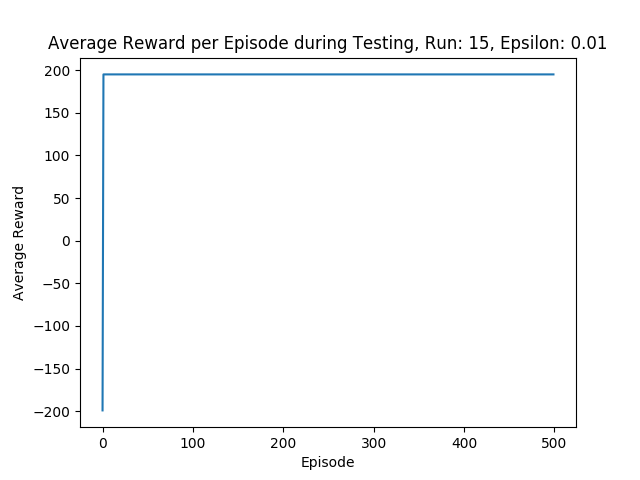 Average Reward per Episode during Testing, Run: 15, Epsilon: 0.01
200
150
100
50
0
−50
−100
−150
−200
Average Reward
0 100 200 300 400 500
Episode